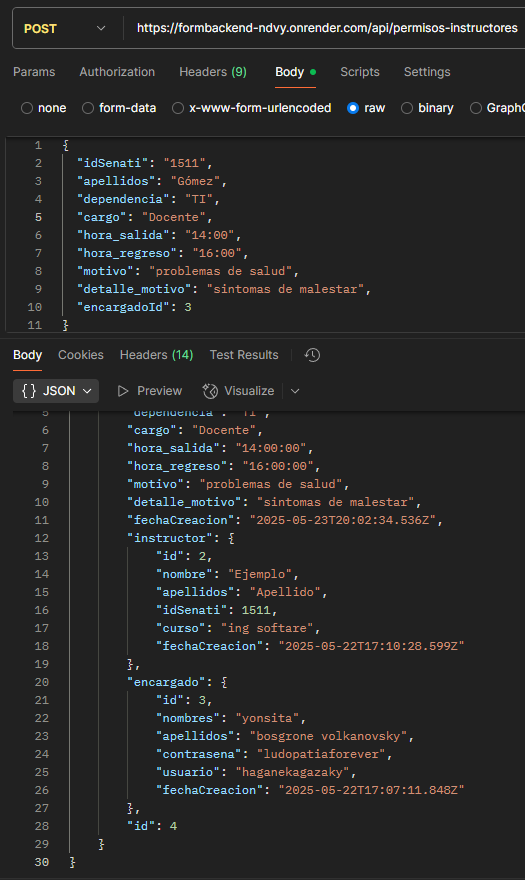 POST https://formbackend-ndvy.onrender.com/api/permisos-instructores
Params Authorization Headers (9) Body Scripts Settings
none form-data x-www-form-urlencoded raw binary GraphQ
1 {
2 "idSenati": "1511",
3 "apellidos": "Gómez",
4 "dependencia": "TI",
5 "cargo": "Docente",
6 "hora_salida": "14:00",
7 "hora_regreso": "16:00",
8 "motivo": "problemas de salud",
9 "detalle_motivo": "sintomas de malestar",
10 "encargadoId": 3
11 }
Body Cookies Headers (14) Test Results
{ } JSON Preview Visualize
5 "dependencia": "TI",
6 "cargo": "Docente",
7 "hora_salida": "14:00:00",
8 "hora_regreso": "16:00:00",
9 "motivo": "problemas de salud",
10 "detalle_motivo": "sintomas de malestar",
11 "fechaCreacion": "2025-05-23T20:02:34.536Z",
12 "instructor": {
13 "id": 2,
14 "nombre": "Ejemplo",
15 "apellidos": "Apellido",
16 "idSenati": 1511,
17 "curso": "ing softare",
18 "fechaCreacion": "2025-05-22T17:10:28.599Z"
19 },
20 "encargado": {
21 "id": 3,
22 "nombres": "yonsita",
23 "apellidos": "bosgrone volkanovsky",
24 "contrasena": "ludopatiaforever",
25 "usuario": "haganekagazaky",
26 "fechaCreacion": "2025-05-22T17:07:11.848Z"
27 },
28 "id": 4
29 }
30 }